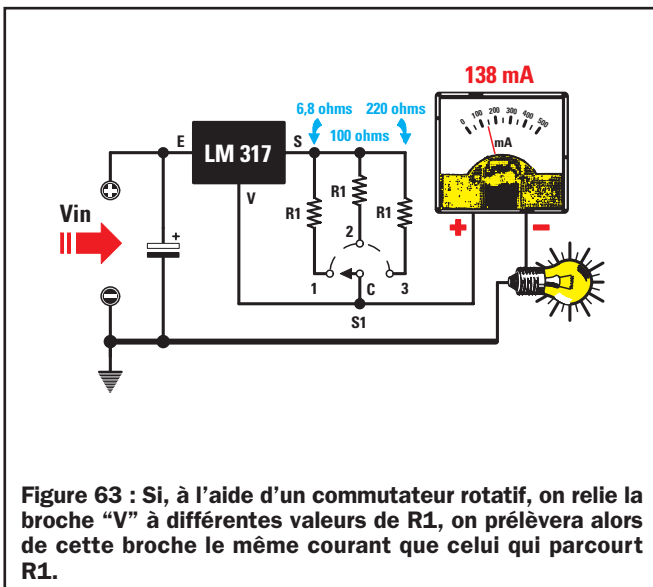 138 mA
6,8 ohms 220 ohms
100 ohms
0 100 200 300 400 500
mA
E LM 317 S
V
R1 R1 R1
Vin
+
+ −
2
1 C 3
S1
Figure 63 : Si, à l'aide d'un commutateur rotatif, on relie la
broche “V” à différentes valeurs de R1, on prélèvera alors
de cette broche le même courant que celui qui parcourt
R1.